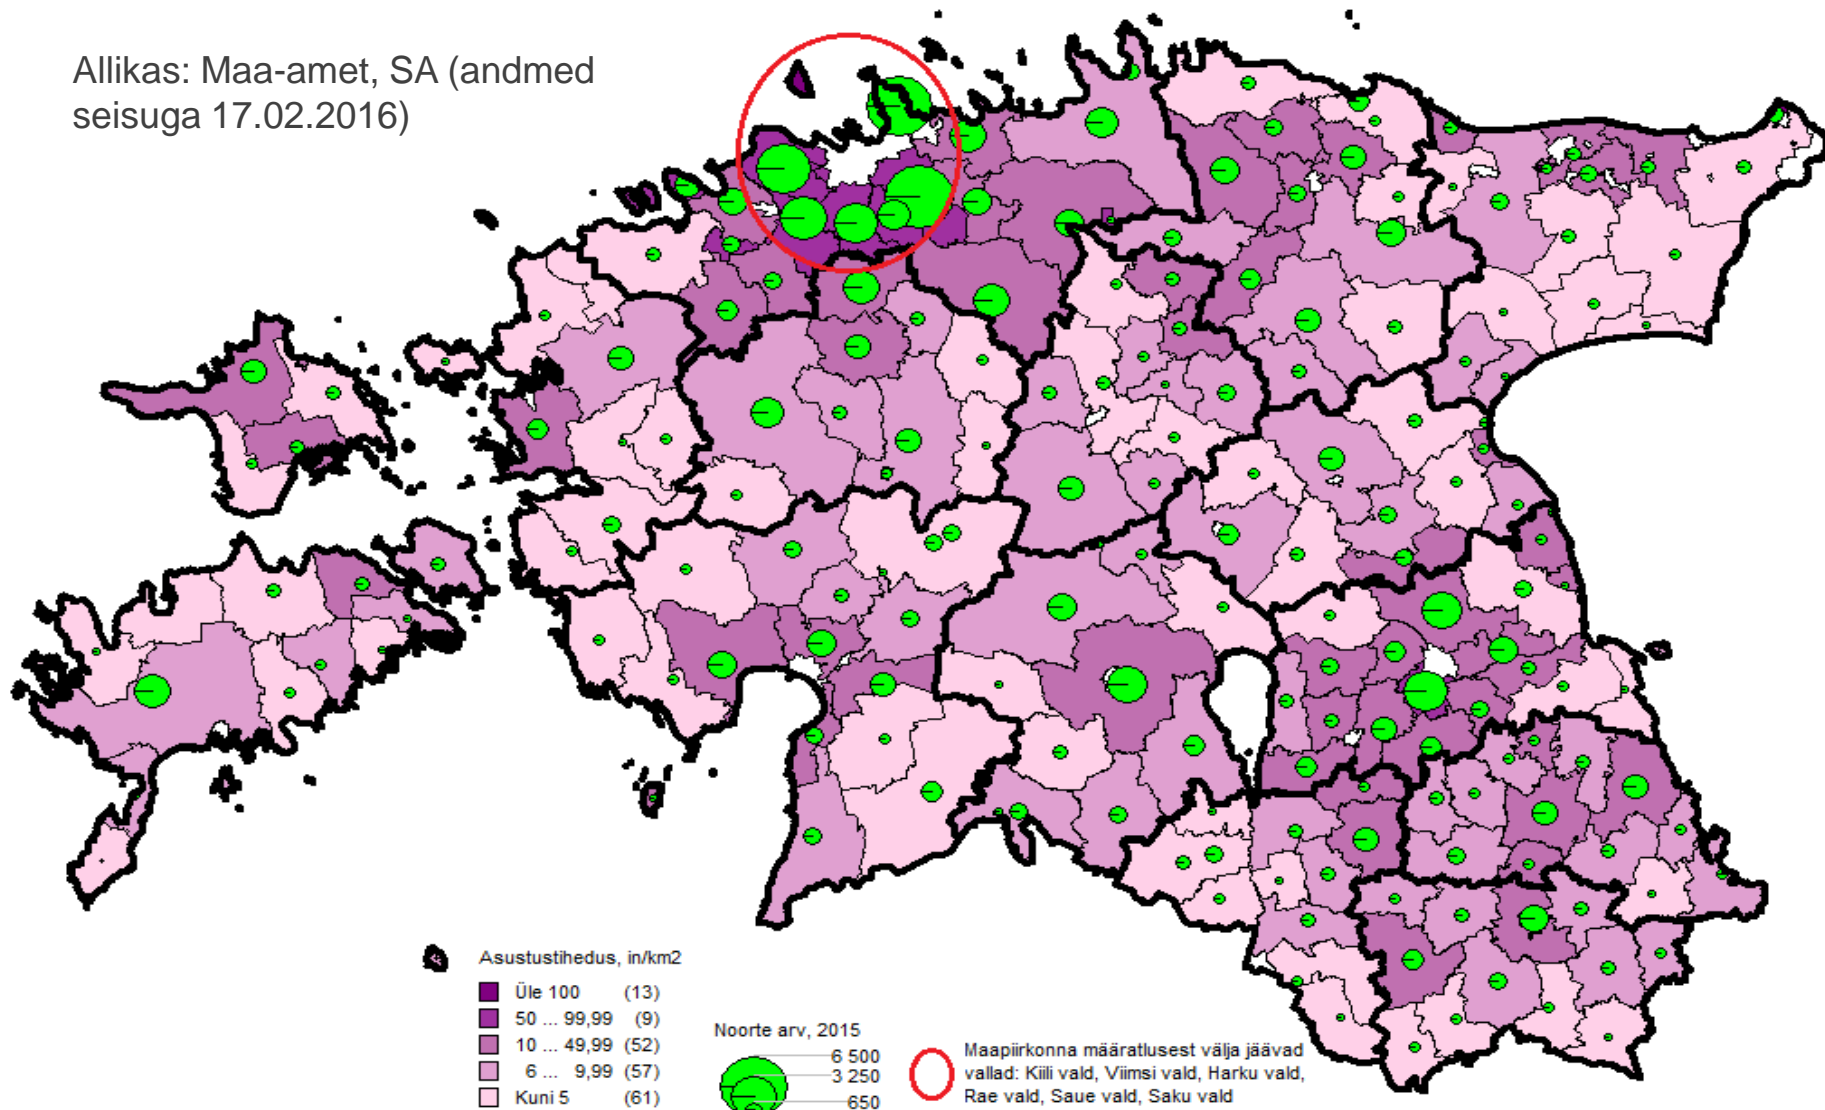 Allikas: Maa-amet, SA (andmed
seisuga 17.02.2016)
Asustustihedus, in/km2
Üle 100 (13)
50 ... 99,99 (9)
10 ... 49,99 (52)
6 ... 9,99 (57)
Kuni 5 (61)
Noorte arv, 2015
6 500
3 250
650
Maapiirkonna määratlusest välja jäävad
vallad: Kiili vald, Viimsi vald, Harku vald,
Rae vald, Saue vald, Saku vald